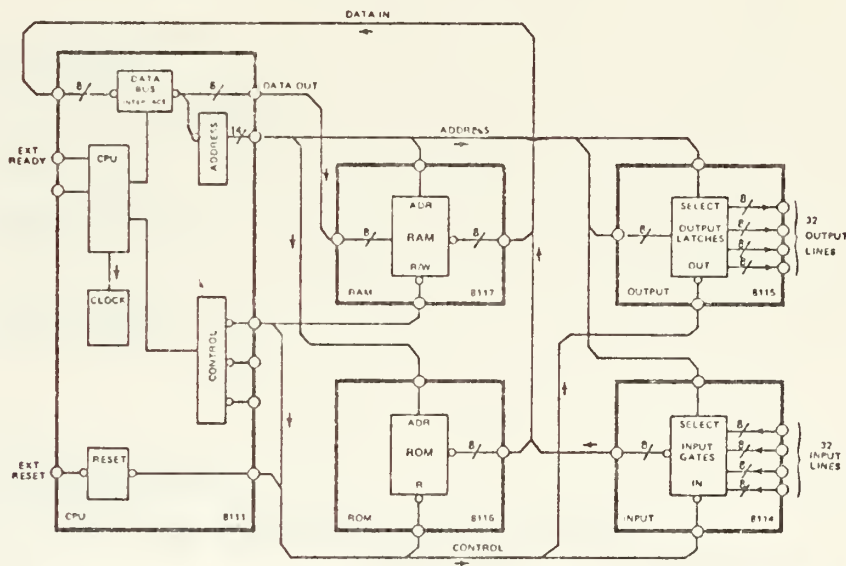 DATA IN
8
DATA
BUS
INTERFACE
8
DATA OUT
ADDRESS
14
ADDRESS
EXT
READY
CPU
CLOCK
CONTROL
EXT
RESET
RESET
CPU
8111
ADR
8
RAM
8
R/W
RAM
8117
SELECT
8
OUTPUT
LATCHES
OUT
8
8
8
8
32
OUTPUT
LINES
OUTPUT
8115
ADR
ROM
8
R
ROM
8116
SELECT
8
INPUT
GATES
IN
8
8
8
8
32
INPUT
LINES
INPUT
8114
CONTROL